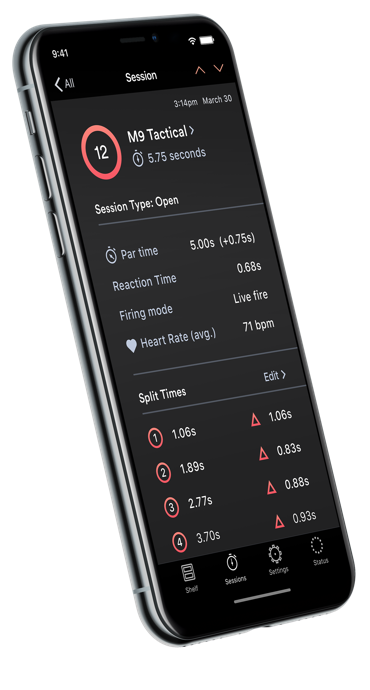 9:41
All
Session
3:14pm March 30
12
M9 Tactical
5.75 seconds
Session Type: Open
Par time 5.00s (+0.75s)
Reaction Time 0.68s
Firing mode Live fire
Heart Rate (avg.) 71 bpm
Split Times Edit
1 1.06s 1.06s
2 1.89s 0.83s
3 2.77s 0.88s
4 3.70s 0.93s
Shelf Sessions Settings Status